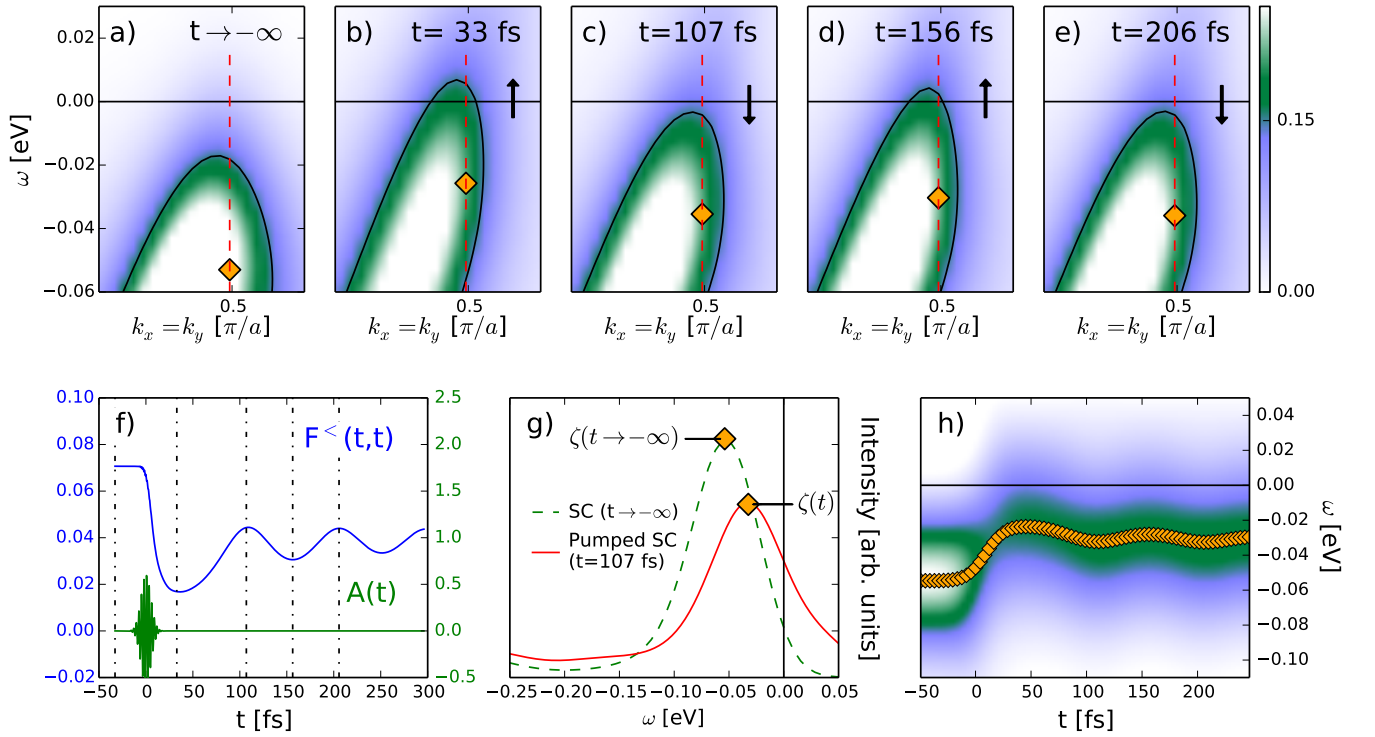 a) t → −∞
b) t= 33 fs
c) t=107 fs
d) t=156 fs
e) t=206 fs
0.02
0.00
−0.02
−0.04
−0.06
ω [eV]
0.5
0.5
0.5
0.5
0.5
k_x = k_y [π/a]
k_x = k_y [π/a]
k_x = k_y [π/a]
k_x = k_y [π/a]
k_x = k_y [π/a]
0.15
0.00
f)
F^<(t,t)
A(t)
0.10
0.08
0.06
0.04
0.02
0.00
−0.02
2.5
2.0
1.5
1.0
0.5
0.0
−0.5
−50 0 50 100 150 200 250 300
t [fs]
g)
ζ(t → −∞)
ζ(t)
SC (t→−∞)
Pumped SC
(t=107 fs)
−0.25 −0.20 −0.15 −0.10 −0.05 0.00 0.05
ω [eV]
Intensity [arb. units]
h)
0.04
0.02
0.00
−0.02
−0.04
−0.06
−0.08
−0.10
ω [eV]
−50 0 50 100 150 200
t [fs]